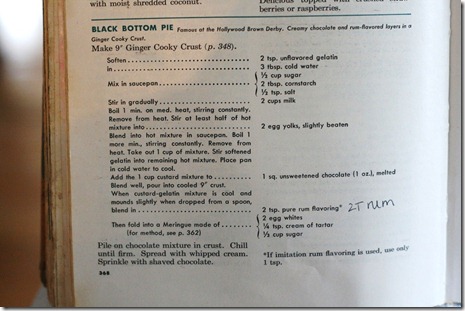 with moist shredded coconut.
berries or raspberries.
BLACK BOTTOM PIE Famous at the Hollywood Brown Derby. Creamy chocolate and rum-flavored layers in a
Ginger Cooky Crust.
Make 9″ Ginger Cooky Crust (p. 348).
Soften.................... 2 tsp. unflavored gelatin
in.................... 3 tbsp. cold water
Mix in saucepan.................... ½ cup sugar
2 tbsp. cornstarch
½ tsp. salt
Stir in gradually.................... 2 cups milk
Boil 1 min. on med. heat, stirring constantly.
Remove from heat. Stir at least half of hot
mixture into.................... 2 egg yolks, slightly beaten
Blend into hot mixture in saucepan. Boil 1
more min., stirring constantly. Remove from
heat. Take out 1 cup of mixture. Stir softened
gelatin into remaining hot mixture. Place pan
in cold water to cool.
Add the 1 cup custard mixture to........ 1 sq. unsweetened chocolate (1 oz.), melted
Blend well, pour into cooled 9″ crust.
When custard-gelatin mixture is cool and
mounds slightly when dropped from a spoon,
blend in.................... 2 tsp. pure rum flavoring* 2T rum
2 egg whites
Then fold into a Meringue made of........ ¼ tsp. cream of tartar
(for method, see p. 362) ½ cup sugar
Pile on chocolate mixture in crust. Chill
until firm. Spread with whipped cream.
Sprinkle with shaved chocolate.
*If imitation rum flavoring is used, use only
1 tsp.
368